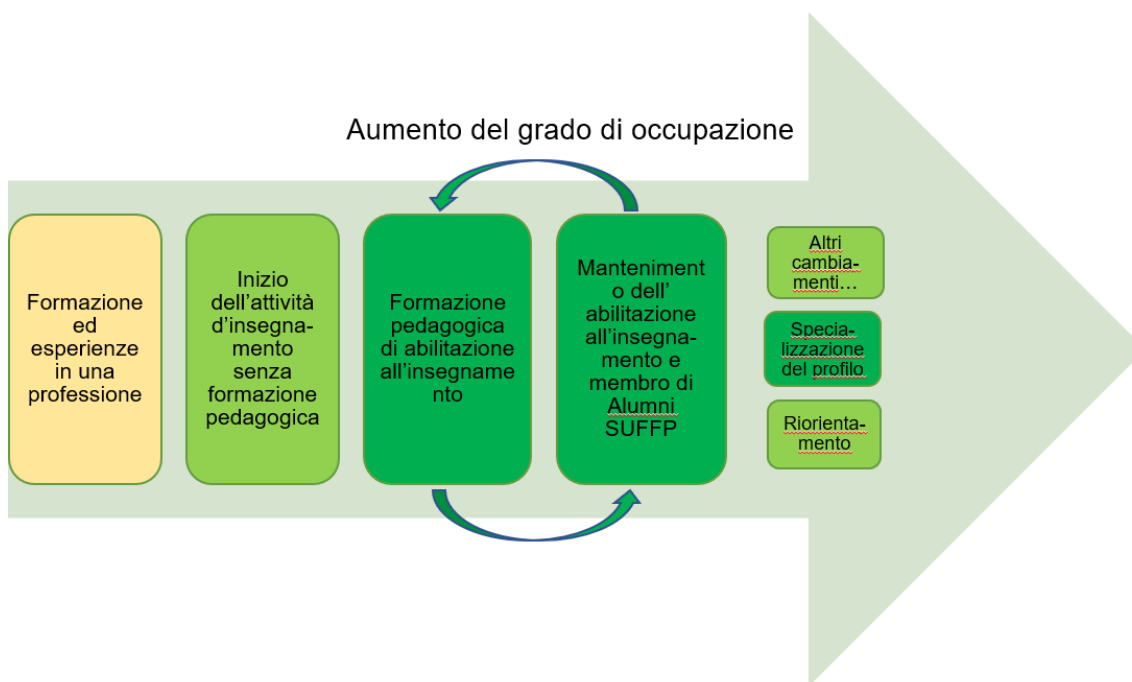 Aumento del grado di occupazione
Formazione
ed
esperienze
in una
professione
Inizio
dell’attività
d’insegna-
mento
senza
formazione
pedagogica
Formazione
pedagogica
di abilitazione
all’insegname
nto
Manteniment
o dell’
abilitazione
all’insegna-
mento e
membro di
Alumni
SUFFP
Altri
cambia-
menti…
Specia-
lizzazione
del profilo
Riorienta-
mento